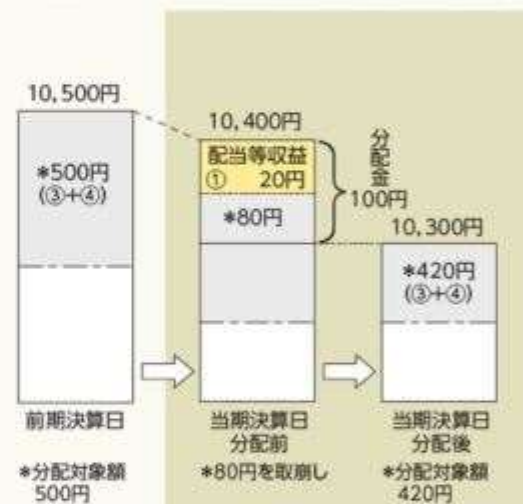 10,500円
*500円
(③+④)
前期決算日
*分配対象額
500円
10,400円
配当等収益
① 20円
*80円
分配金
100円
当期決算日
分配前
*80円を取崩し
10,300円
*420円
(③+④)
当期決算日
分配後
*分配対象額
420円